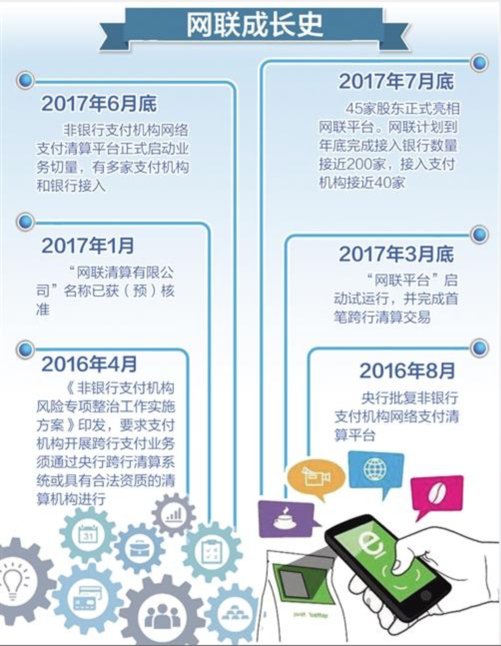 网联成长史
2017年6月底
非银行支付机构网络
支付清算平台正式启动业
务切量，有多家支付机构
和银行接入
2017年7月底
45家股东正式亮相
网联平台。网联计划到
年底完成接入银行数量
接近200家，接入支付
机构接近40家
2017年1月
“网联清算有限公
司”名称已获（预）核
准
2017年3月底
“网联平台”启
动试运行，并完成首
笔跨行清算交易
2016年4月
《非银行支付机构
风险专项整治工作实施
方案》印发，要求支付
机构开展跨行支付业务
须通过央行跨行清算系
统或具有合法资质的清
算机构进行
2016年8月
央行批复非银行
支付机构网络支付清
算平台
31